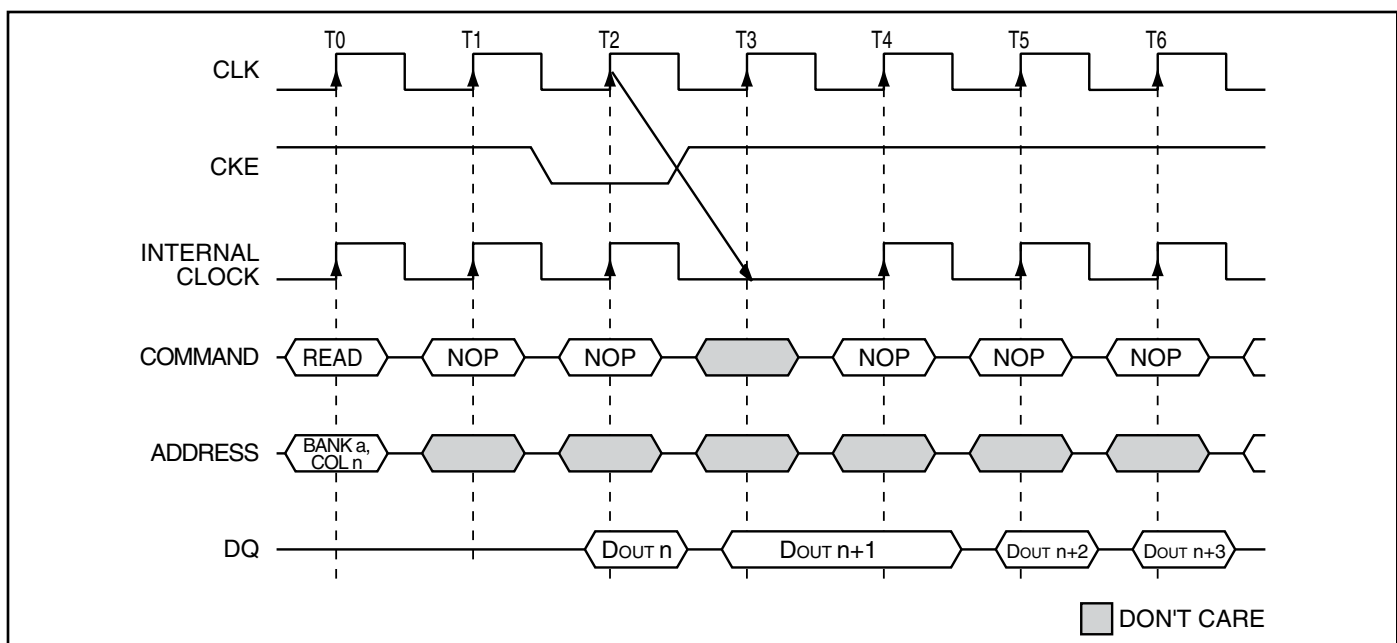 T0 T1 T2 T3 T4 T5 T6
CLK
CKE
INTERNAL
CLOCK
COMMAND READ NOP NOP NOP NOP NOP
ADDRESS BANK a,
COL n
DQ DOUT n DOUT n+1 DOUT n+2 DOUT n+3
DON'T CARE